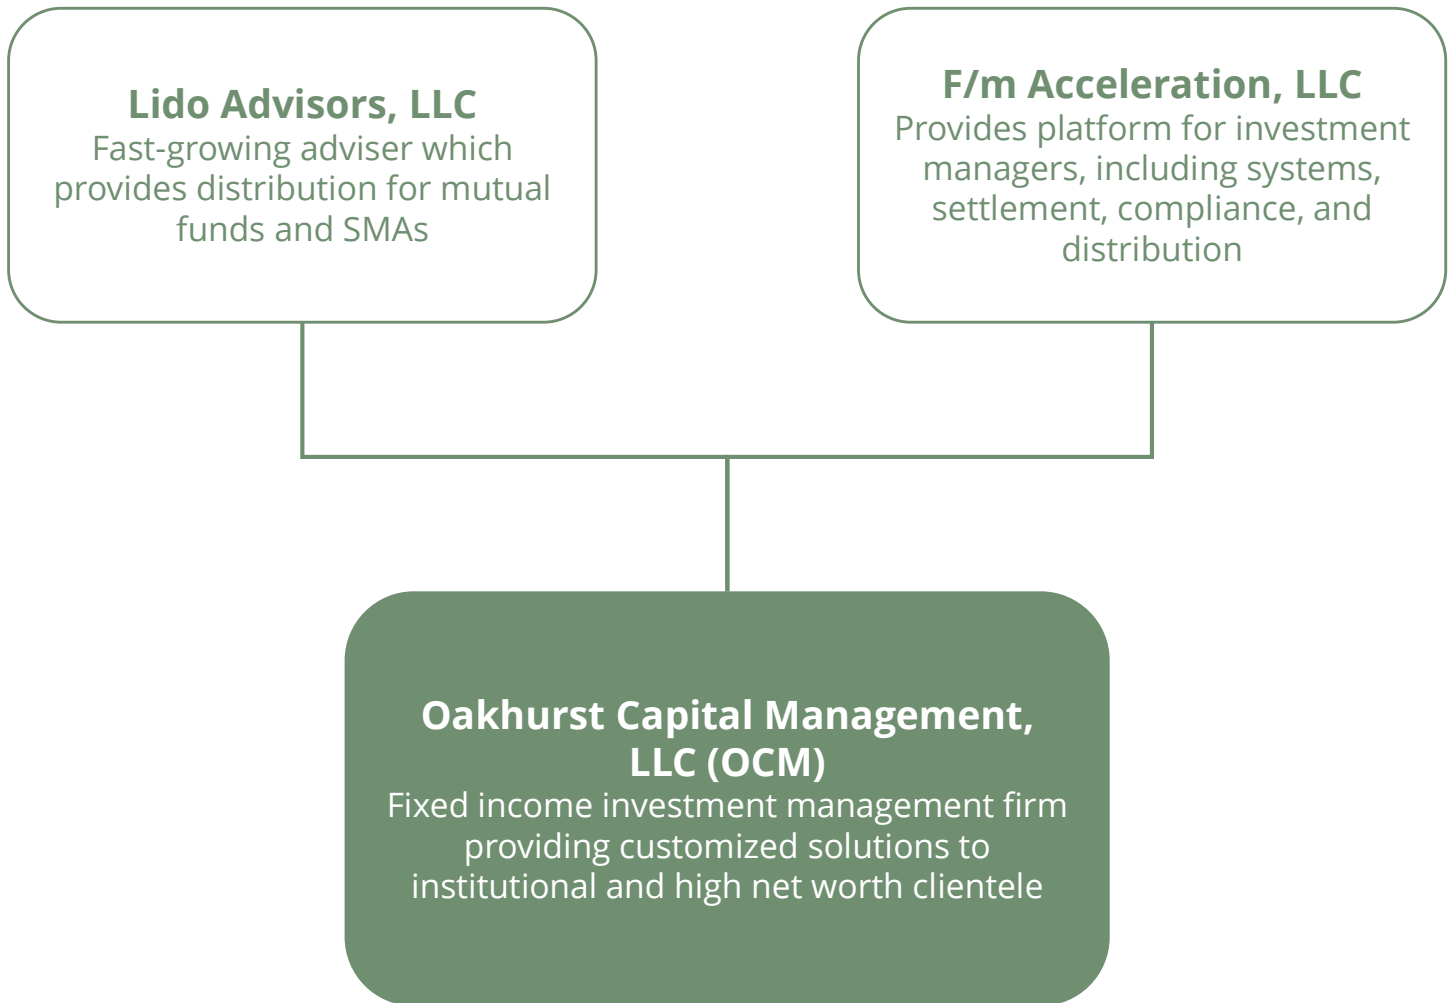 Lido Advisors, LLC
Fast-growing adviser which
provides distribution for mutual
funds and SMAs
F/m Acceleration, LLC
Provides platform for investment
managers, including systems,
settlement, compliance, and
distribution
Oakhurst Capital Management,
LLC (OCM)
Fixed income investment management firm
providing customized solutions to
institutional and high net worth clientele